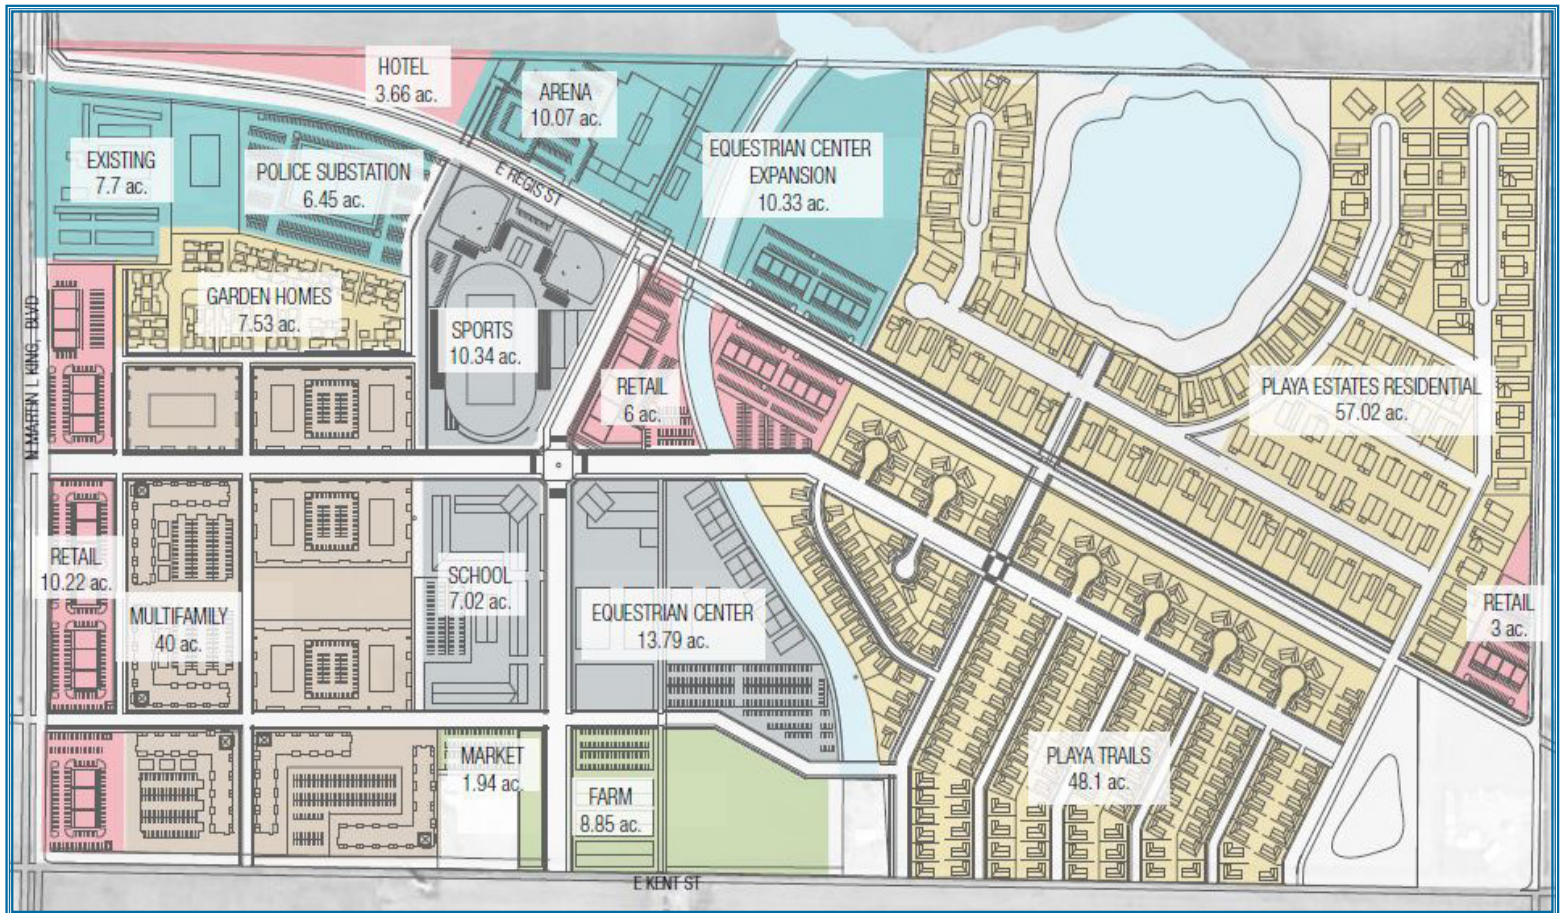 HOTEL
3.66 ac.
ARENA
10.07 ac.
EXISTING
7.7 ac.
POLICE SUBSTATION
6.45 ac.
E REGIS ST
EQUESTRIAN CENTER
EXPANSION
10.33 ac.
GARDEN HOMES
7.53 ac.
N MARTIN L KING, BLVD
SPORTS
10.34 ac.
RETAIL
6 ac.
PLAYA ESTATES RESIDENTIAL
57.02 ac.
RETAIL
10.22 ac.
MULTIFAMILY
40 ac.
SCHOOL
7.02 ac.
EQUESTRIAN CENTER
13.79 ac.
RETAIL
3 ac.
MARKET
1.94 ac.
FARM
8.85 ac.
PLAYA TRAILS
48.1 ac.
E KENT ST